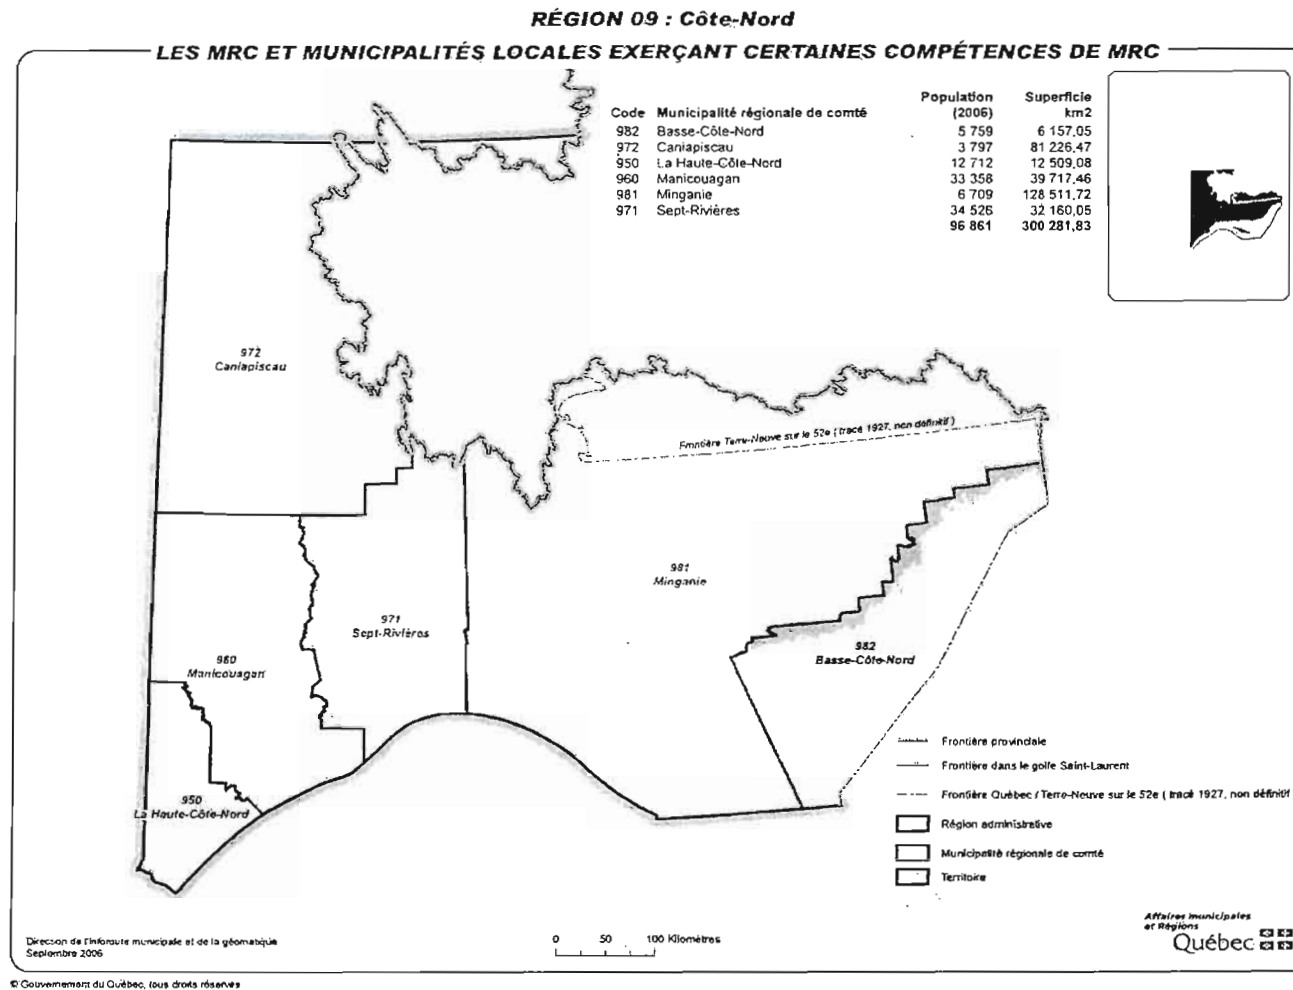 RÉGION 09 : Côte-Nord
LES MRC ET MUNICIPALITÉS LOCALES EXERÇANT CERTAINES COMPÉTENCES DE MRC
Code Municipalité régionale de comté Population (2006) Superficie km2
982 Basse-Côte-Nord 5 759 6 157,05
972 Caniapiscau 3 797 81 226,47
950 La Haute-Côte-Nord 12 712 12 509,08
960 Manicouagan 33 358 39 717,46
981 Minganie 6 709 128 511,72
971 Sept-Rivières 34 526 32 160,05
96 861 300 281,83
972
Caniapiscau
Frontière Terre-Neuve sur le 52e ( tracé 1927, non définitif )
981
Minganie
971
Sept-Rivières
982
Basse-Côte-Nord
960
Manicouagan
950
La Haute-Côte-Nord
Frontière provinciale
Frontière dans le golfe Saint-Laurent
Frontière Québec / Terre-Neuve sur le 52e ( tracé 1927, non définitif
Région administrative
Municipalité régionale de comté
Territoire
Direction de l'inforoute municipale et de la géomatique
Septembre 2006
0 50 100 Kilomètres
Affaires municipales
et Régions
Québec
© Gouvernement du Québec, tous droits réservés